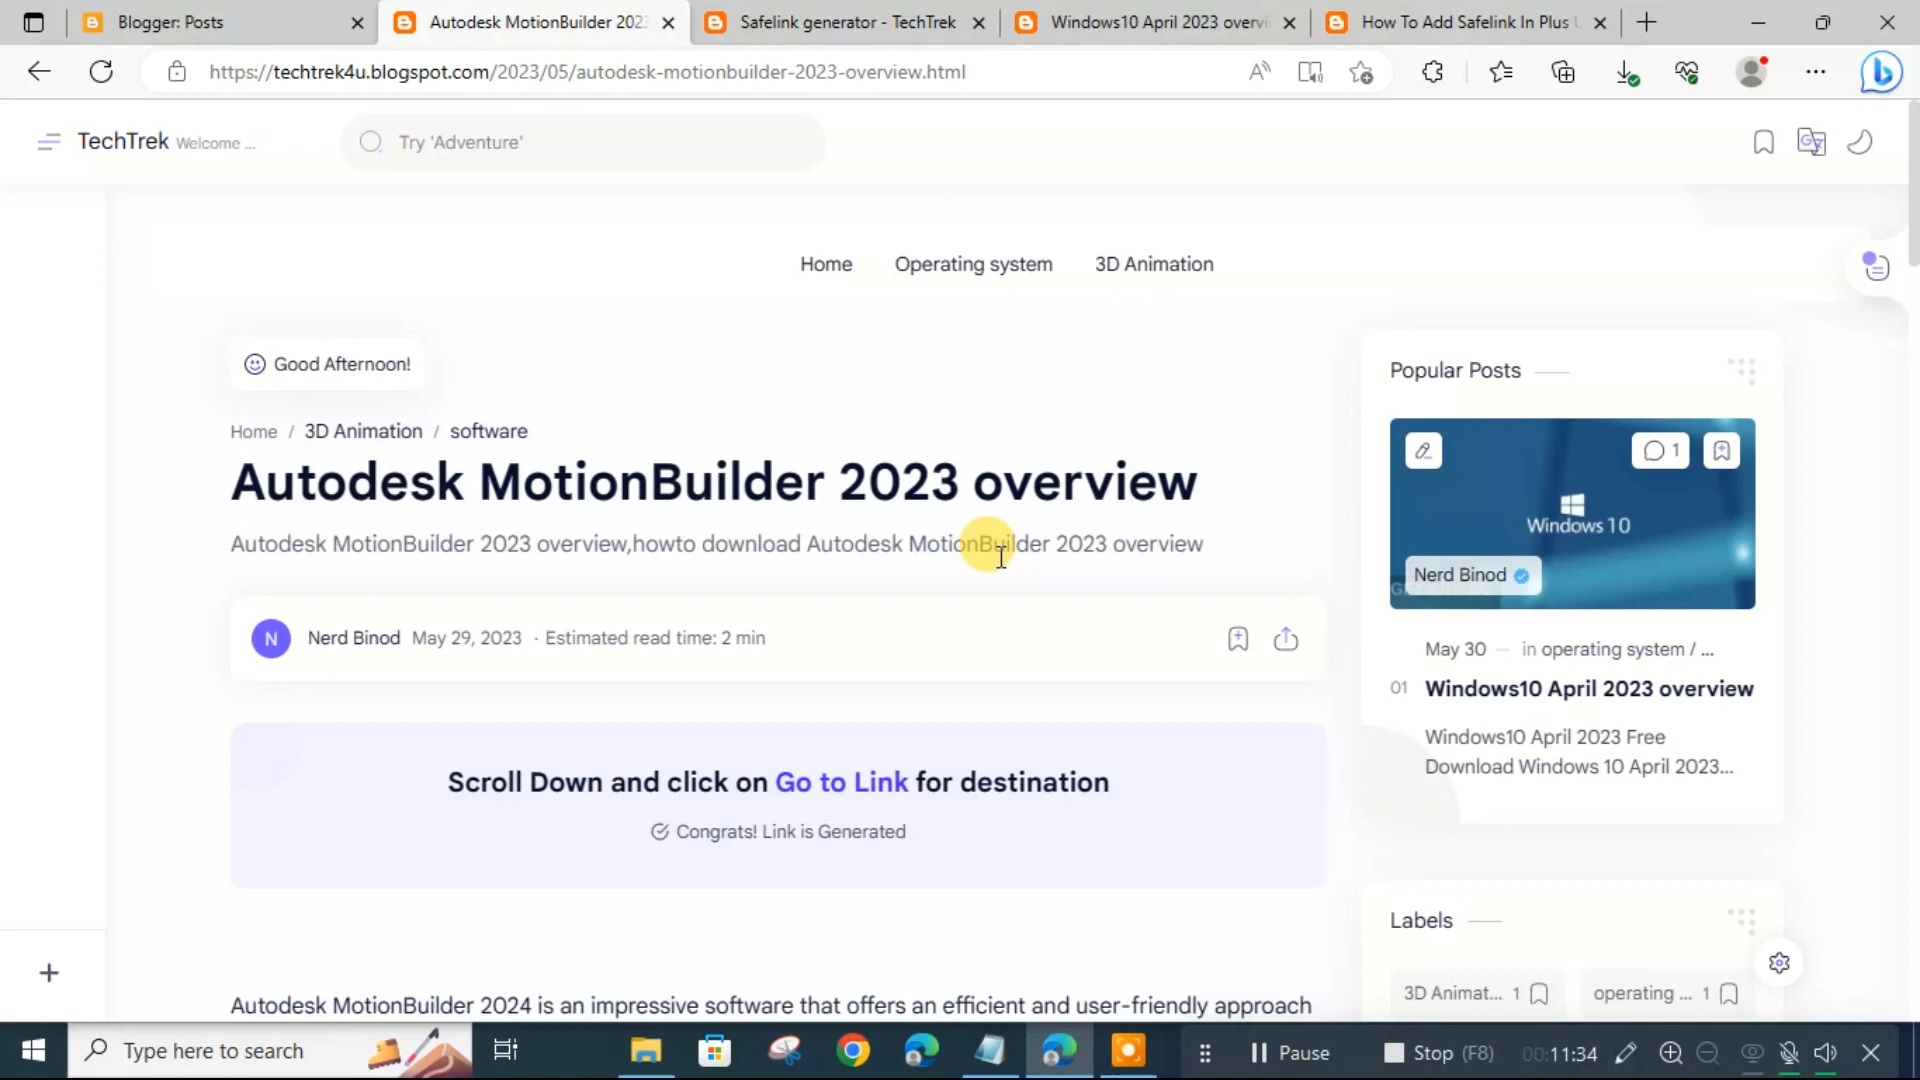 Blogger: Posts
Autodesk MotionBuilder 2023
Safelink generator - TechTrek
Windows10 April 2023 overvi
How To Add Safelink In Plus U
https://techtrek4u.blogspot.com/2023/05/autodesk-motionbuilder-2023-overview.html
TechTrek Welcome ...
Try 'Adventure'
Home
Operating system
3D Animation
Good Afternoon!
Home / 3D Animation / software
Autodesk MotionBuilder 2023 overview
Autodesk MotionBuilder 2023 overview,howto download Autodesk MotionBuilder 2023 overview
N
Nerd Binod May 29, 2023 · Estimated read time: 2 min
Scroll Down and click on Go to Link for destination
Congrats! Link is Generated
Autodesk MotionBuilder 2024 is an impressive software that offers an efficient and user-friendly approach
Popular Posts
1
Windows 10
Nerd Binod
May 30 — in operating system / ...
01 Windows10 April 2023 overview
Windows10 April 2023 Free
Download Windows 10 April 2023...
Labels
3D Animat... 1
operating ... 1
Type here to search
Pause
Stop (F8)
00:11:34